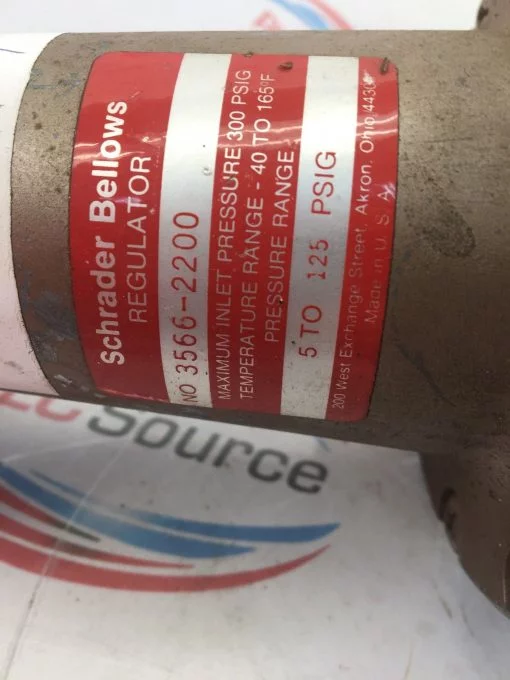 Schrader Bellows
REGULATOR
NO 3566-2200
MAXIMUM INLET PRESSURE 300 PSIG
TEMPERATURE RANGE - 40 TO 165°F
PRESSURE RANGE
5 TO 125 PSIG
200 West Exchange Street, Akron, Ohio
Made in U. S. A.
Source